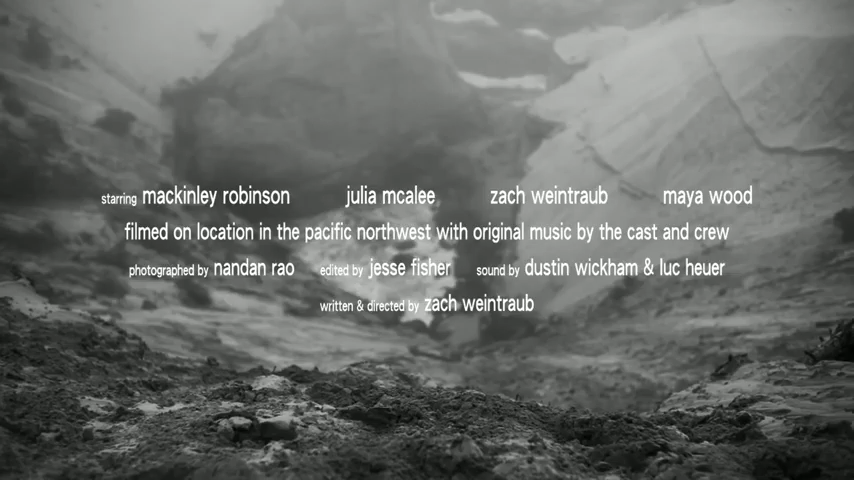 starring mackinley robinson julia mcalee zach weintraub maya wood
filmed on location in the pacific northwest with original music by the cast and crew
photographed by nandan rao edited by jesse fisher sound by dustin wickham & luc heuer
written & directed by zach weintraub